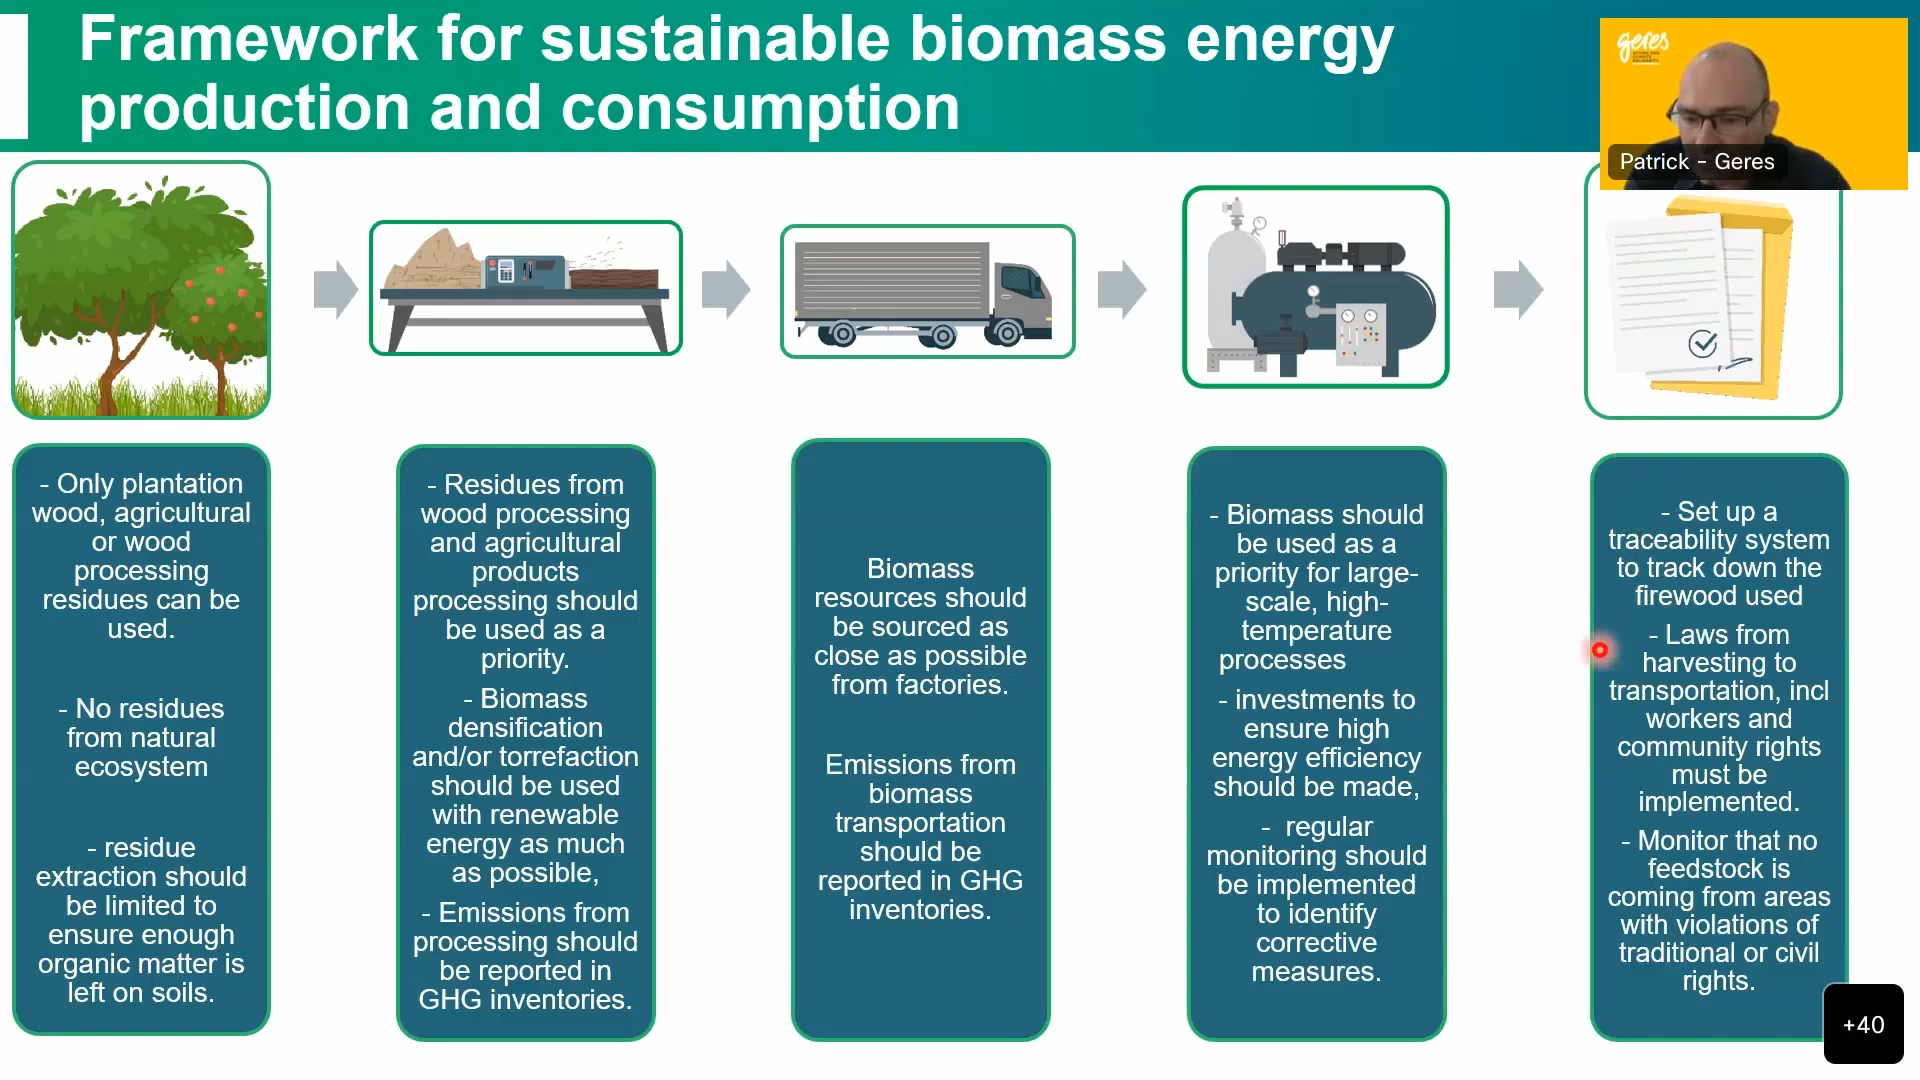 Framework for sustainable biomass energy
production and consumption
geres
Patrick - Geres
- Only plantation
wood, agricultural
or wood
processing
residues can be
used.
- No residues
from natural
ecosystem
- residue
extraction should
be limited to
ensure enough
organic matter is
left on soils.
- Residues from
wood processing
and agricultural
products
processing should
be used as a
priority.
- Biomass
densification
and/or torrefaction
should be used
with renewable
energy as much
as possible,
- Emissions from
processing should
be reported in
GHG inventories.
Biomass
resources should
be sourced as
close as possible
from factories.
Emissions from
biomass
transportation
should be
reported in GHG
inventories.
- Biomass should
be used as a
priority for large-
scale, high-
temperature
processes
- investments to
ensure high
energy efficiency
should be made,
- regular
monitoring should
be implemented
to identify
corrective
measures.
- Set up a
traceability system
to track down the
firewood used
- Laws from
harvesting to
transportation, incl
workers and
community rights
must be
implemented.
- Monitor that no
feedstock is
coming from areas
with violations of
traditional or civil
rights.
+40